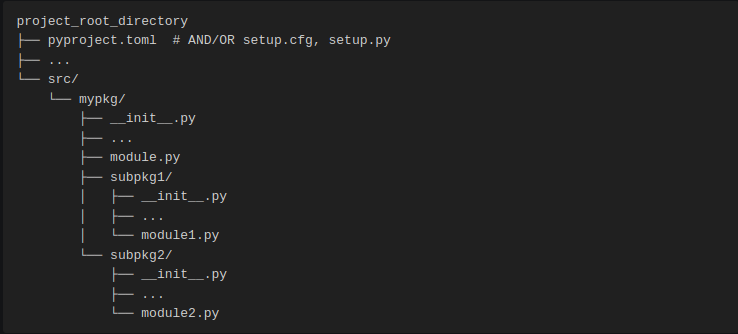 project_root_directory
├── pyproject.toml  # AND/OR setup.cfg, setup.py
├── ...
└── src/
    └── mypkg/
        ├── __init__.py
        ├── ...
        ├── module.py
        ├── subpkg1/
        │   ├── __init__.py
        │   ├── ...
        │   └── module1.py
        └── subpkg2/
            ├── __init__.py
            ├── ...
            └── module2.py